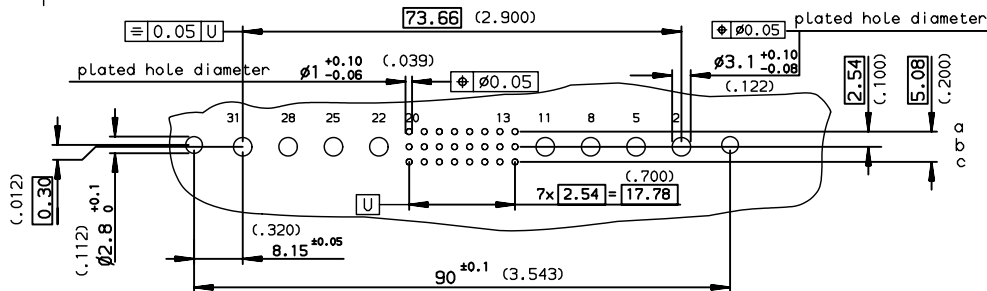 73.66 (2.900)
⌯ 0.05 U
⌖ ø0.05
plated hole diameter
plated hole diameter
ø1 +0.10 -0.06
(.039)
⌖ ø0.05
ø3.1 +0.10 -0.08
(.122)
2.54 (.100)
5.08 (.200)
31 28 25 22 20 13 11 8 5 2
a
b
c
0.30 (.012)
ø2.8 +0.1 0 (.112)
U
(.700)
7x 2.54 = 17.78
(.320)
8.15 ±0.05
90 ±0.1 (3.543)